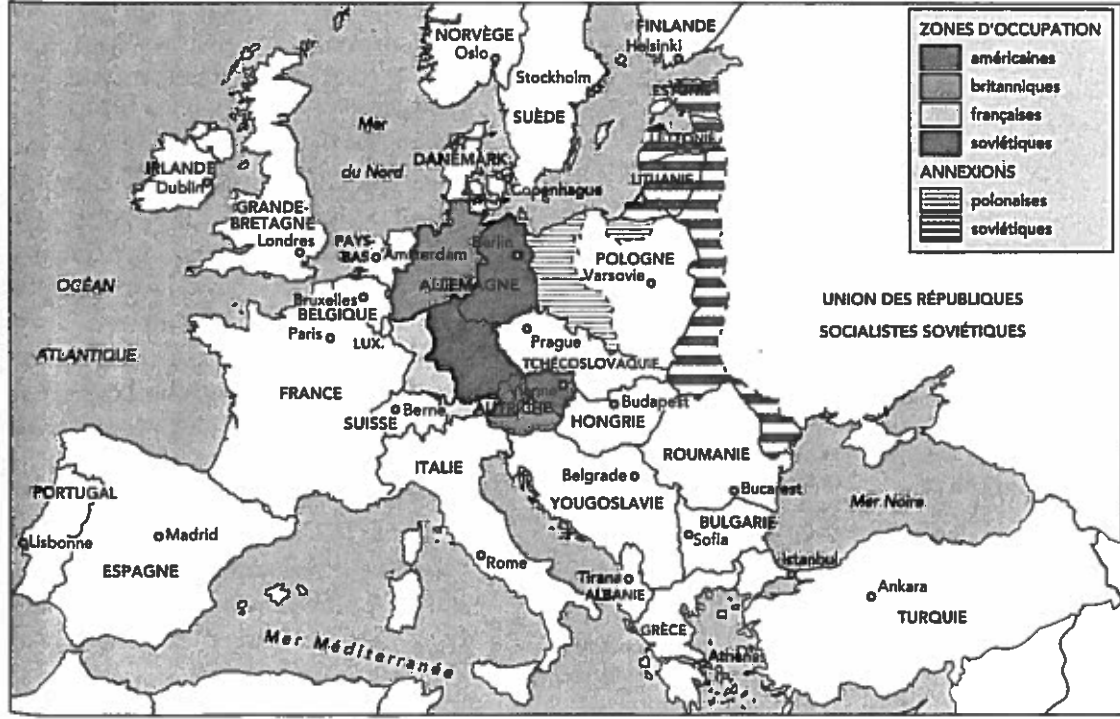 NORVÈGE
Oslo
FINLANDE
Helsinki
Stockholm
SUÈDE
ESTONIE
LETTONIE
LITUANIE
Mer
du Nord
DANEMARK
Copenhague
IRLANDE
Dublin
GRANDE-
BRETAGNE
Londres
PAYS-
BAS
Amsterdam
Berlin
ALLEMAGNE
POLOGNE
Varsovie
OCÉAN
ATLANTIQUE
Bruxelles
BELGIQUE
Paris
LUX.
Prague
TCHÉCOSLOVAQUIE
UNION DES RÉPUBLIQUES
SOCIALISTES SOVIÉTIQUES
FRANCE
SUISSE
Berne
Vienne
AUTRICHE
Budapest
HONGRIE
ITALIE
ROUMANIE
Belgrade
YOUGOSLAVIE
Bucarest
Mer Noire
PORTUGAL
Lisbonne
Madrid
ESPAGNE
BULGARIE
Sofia
Rome
Tirana
ALBANIE
Istanbul
Ankara
TURQUIE
GRÈCE
Athènes
Mer Méditerranée
ZONES D'OCCUPATION
américaines
britanniques
françaises
soviétiques
ANNEXIONS
polonaises
soviétiques